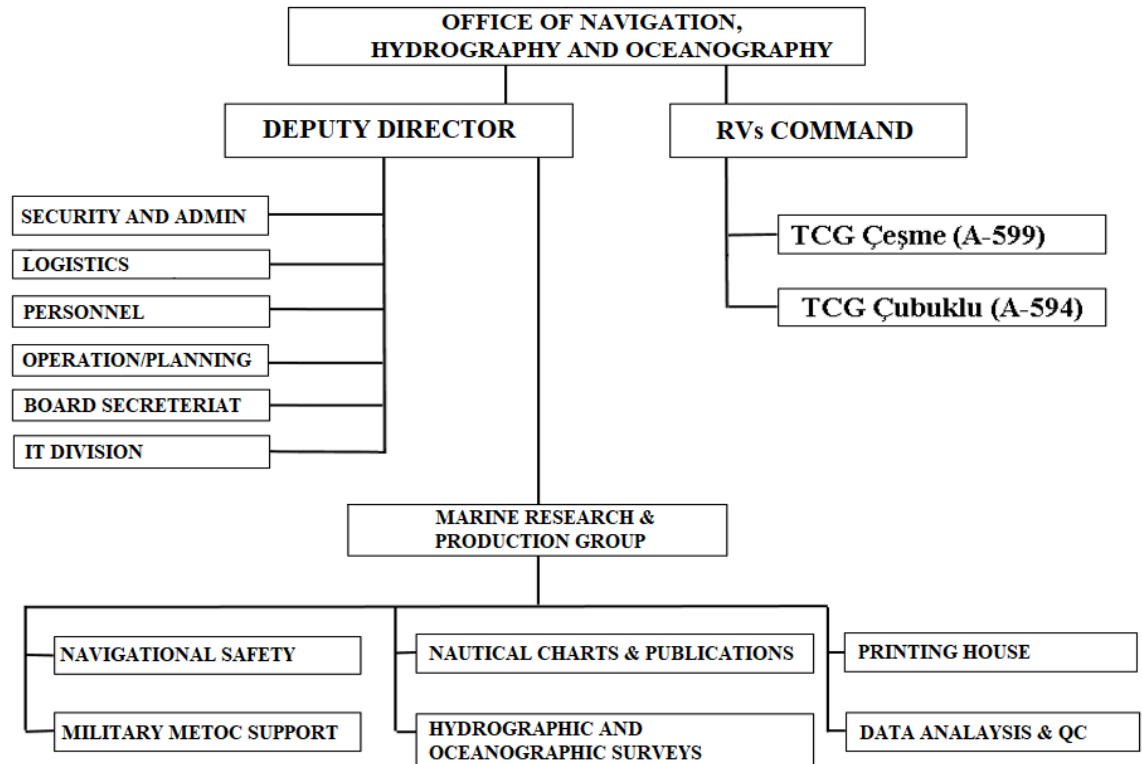 OFFICE OF NAVIGATION,
HYDROGRAPHY AND OCEANOGRAPHY
DEPUTY DIRECTOR
RVs COMMAND
SECURITY AND ADMIN
LOGISTICS
PERSONNEL
OPERATION/PLANNING
BOARD SECRETERIAT
IT DIVISION
TCG Çeşme (A-599)
TCG Çubuklu (A-594)
MARINE RESEARCH &
PRODUCTION GROUP
NAVIGATIONAL SAFETY
MILITARY METOC SUPPORT
NAUTICAL CHARTS & PUBLICATIONS
HYDROGRAPHIC AND
OCEANOGRAPHIC SURVEYS
PRINTING HOUSE
DATA ANALAYSIS & QC